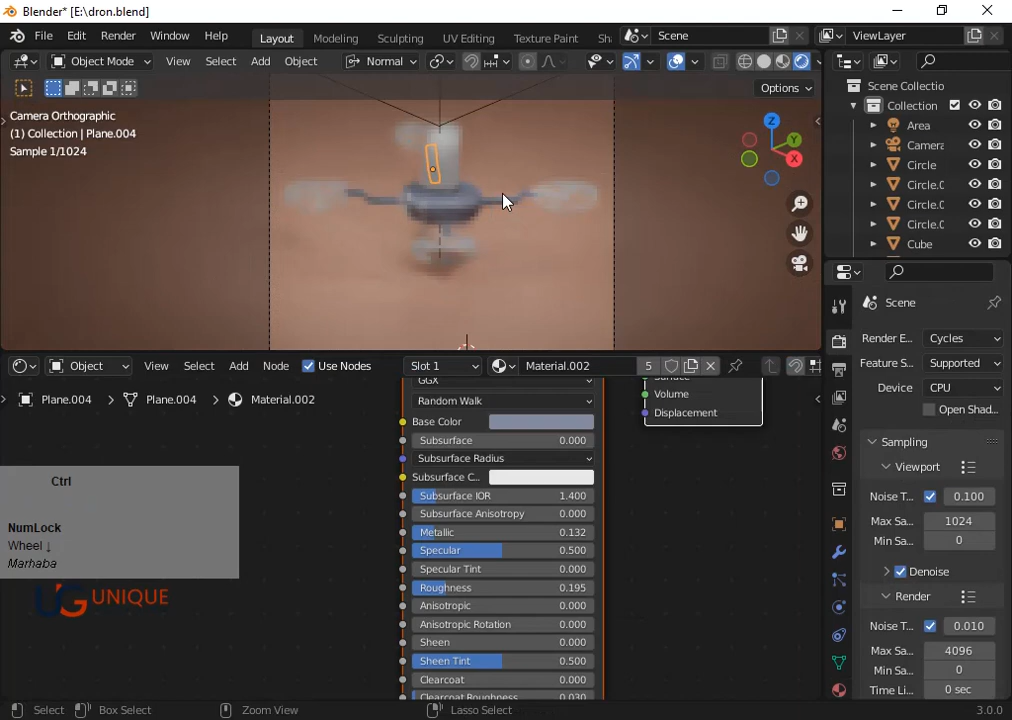 Blender* [E:\dron.blend]
File Edit Render Window Help Layout Modeling Sculpting UV Editing Texture Paint Sh Scene ViewLayer
Object Mode View Select Add Object Normal
Options
Camera Orthographic
(1) Collection | Plane.004
Sample 1/1024
Z
Y
X
Scene Collectio
Collection
Area
Camera
Circle
Circle.0
Circle.0
Circle.0
Cube
Object View Select Add Node Use Nodes Slot 1 Material.002 5
Plane.004 Plane.004 Material.002
GGX
Random Walk
Base Color
Subsurface 0.000
Subsurface Radius
Subsurface C...
Subsurface IOR 1.400
Subsurface Anisotropy 0.000
Metallic 0.132
Specular 0.500
Specular Tint 0.000
Roughness 0.195
Anisotropic 0.000
Anisotropic Rotation 0.000
Sheen 0.000
Sheen Tint 0.500
Clearcoat 0.000
Clearcoat Roughness 0.030
Surface
Volume
Displacement
Ctrl
NumLock
Wheel ↓
Marhaba
UG UNIQUE
Scene
Render E... Cycles
Feature S... Supported
Device CPU
Open Shad...
Sampling
Viewport
Noise T... 0.100
Max Sa... 1024
Min Sa... 0
Denoise
Render
Noise T... 0.010
Max Sa... 4096
Min Sa... 0
Time Li... 0 sec
Select Box Select Zoom View Lasso Select 3.0.0